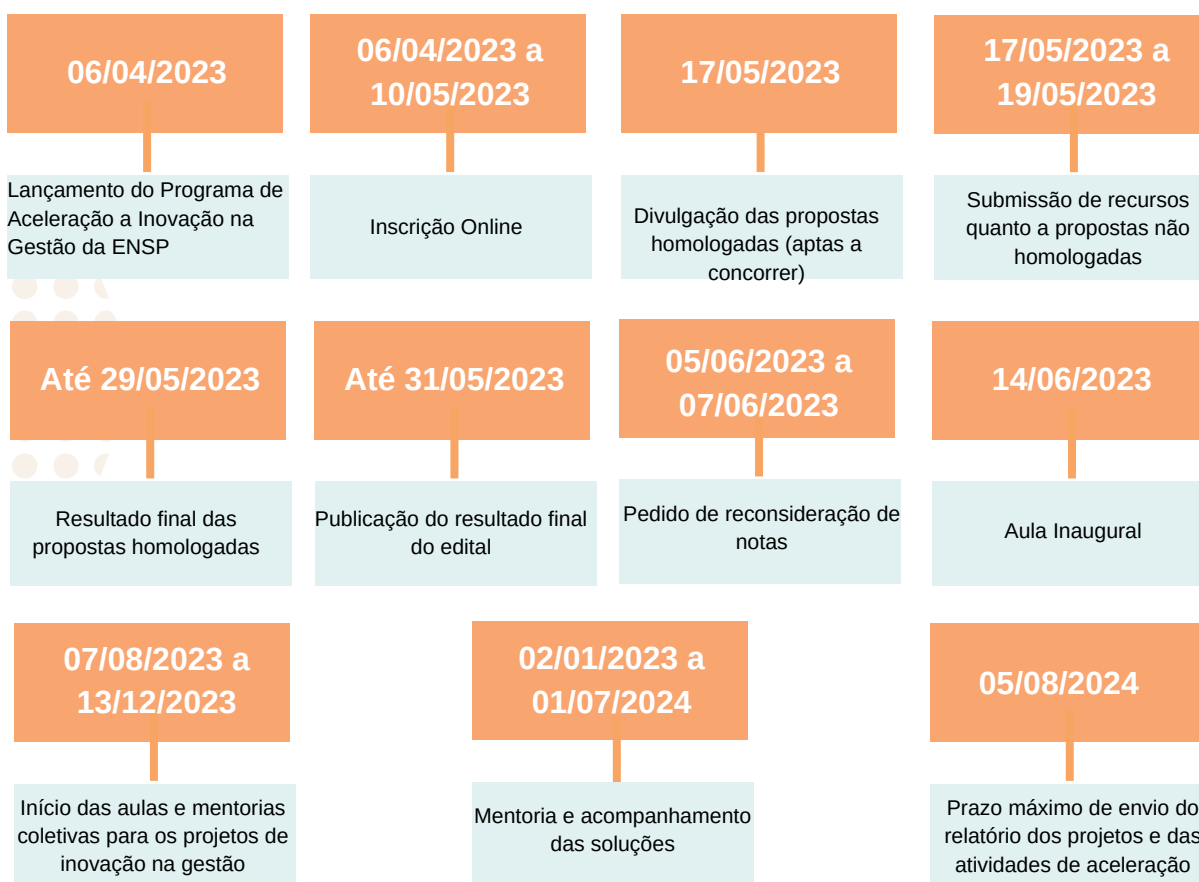 06/04/2023
Lançamento do Programa de
Aceleração a Inovação na
Gestão da ENSP
06/04/2023 a
10/05/2023
Inscrição Online
17/05/2023
Divulgação das propostas
homologadas (aptas a
concorrer)
17/05/2023 a
19/05/2023
Submissão de recursos
quanto a propostas não
homologadas
Até 29/05/2023
Resultado final das
propostas homologadas
Até 31/05/2023
Publicação do resultado final
do edital
05/06/2023 a
07/06/2023
Pedido de reconsideração de
notas
14/06/2023
Aula Inaugural
07/08/2023 a
13/12/2023
Início das aulas e mentorias
coletivas para os projetos de
inovação na gestão
02/01/2023 a
01/07/2024
Mentoria e acompanhamento
das soluções
05/08/2024
Prazo máximo de envio do
relatório dos projetos e das
atividades de aceleração